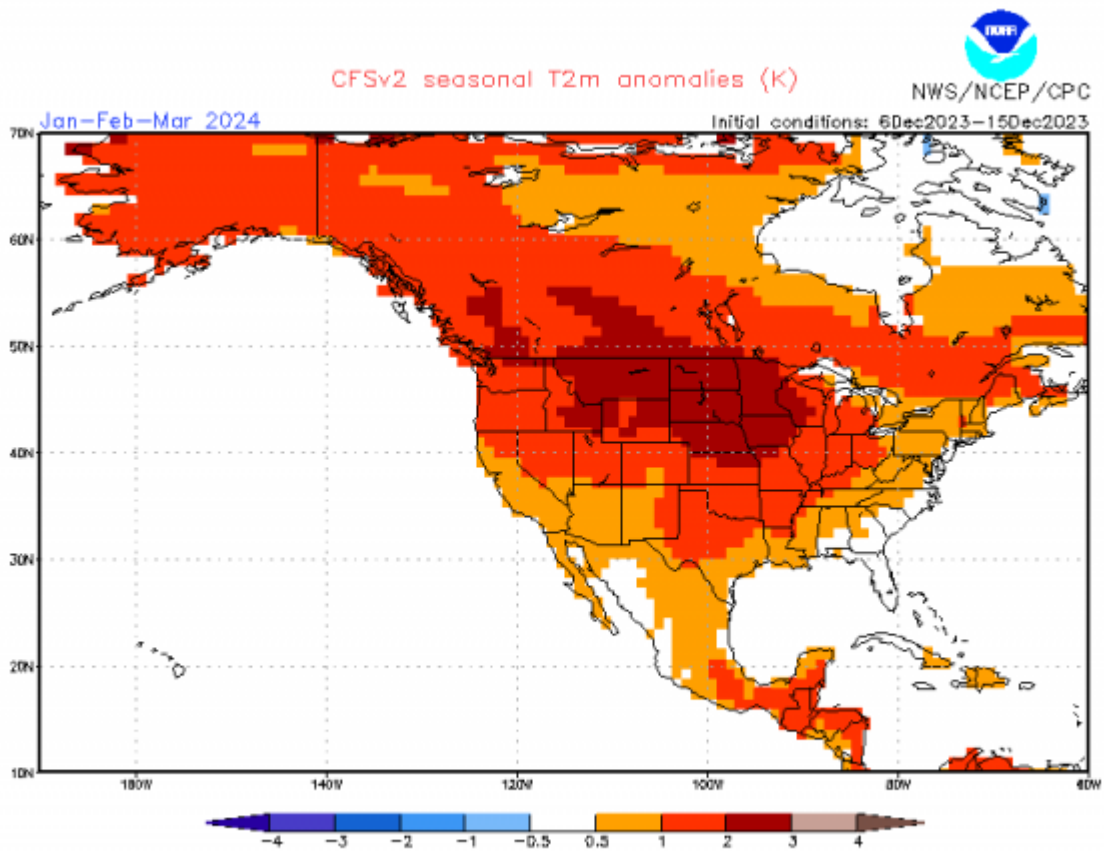 NOAA
CFSv2 seasonal T2m anomalies (K)
NWS/NCEP/CPC
Jan-Feb-Mar 2024
Initial conditions: 6Dec2023-15Dec2023
70N
60N
50N
40N
30N
20N
10N
160W 140W 120W 100W 80W 60W
-4 -3 -2 -1 -0.5 0.5 1 2 3 4